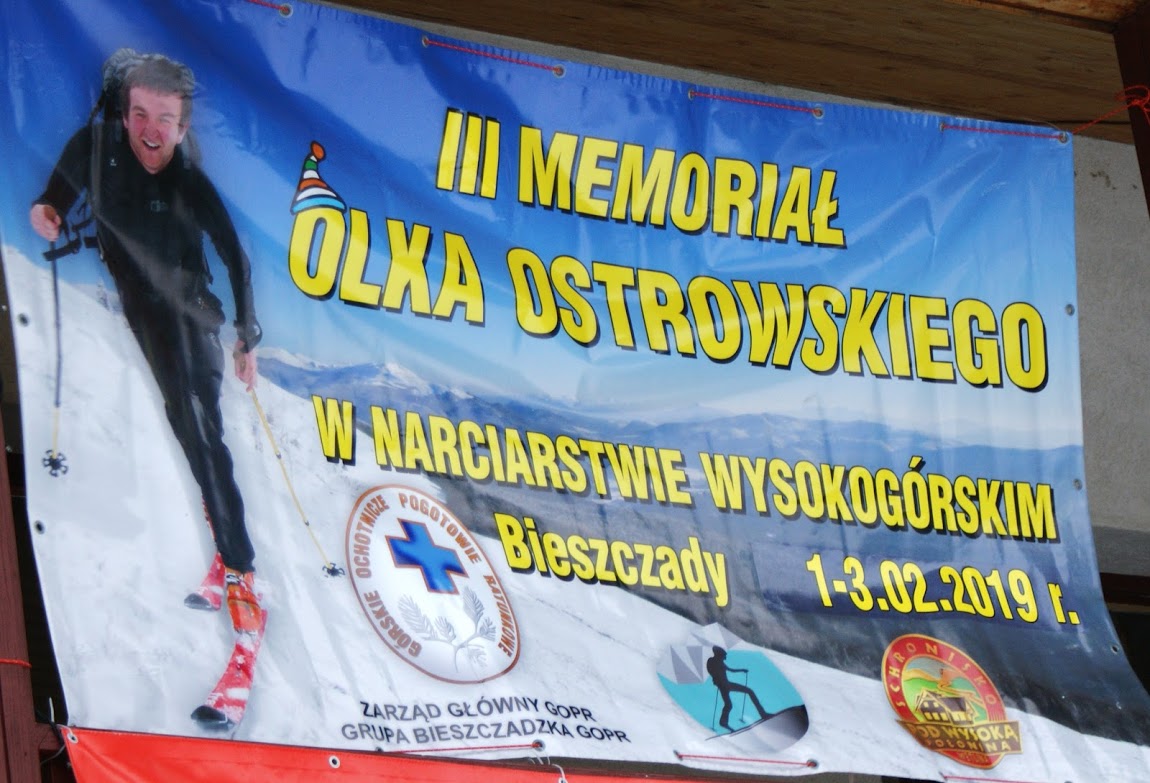 III MEMORIAŁ
OLKA OSTROWSKIEGO
W NARCIARSTWIE WYSOKOGÓRSKIM
Bieszczady 1-3.02.2019 r.
GÓRSKIE OCHOTNICZE POGOTOWIE RATUNKOWE
ZARZĄD GŁÓWNY GOPR
GRUPA BIESZCZADZKA GOPR
SCHRONISKO
POD WYSOKĄ
POŁONINĄ